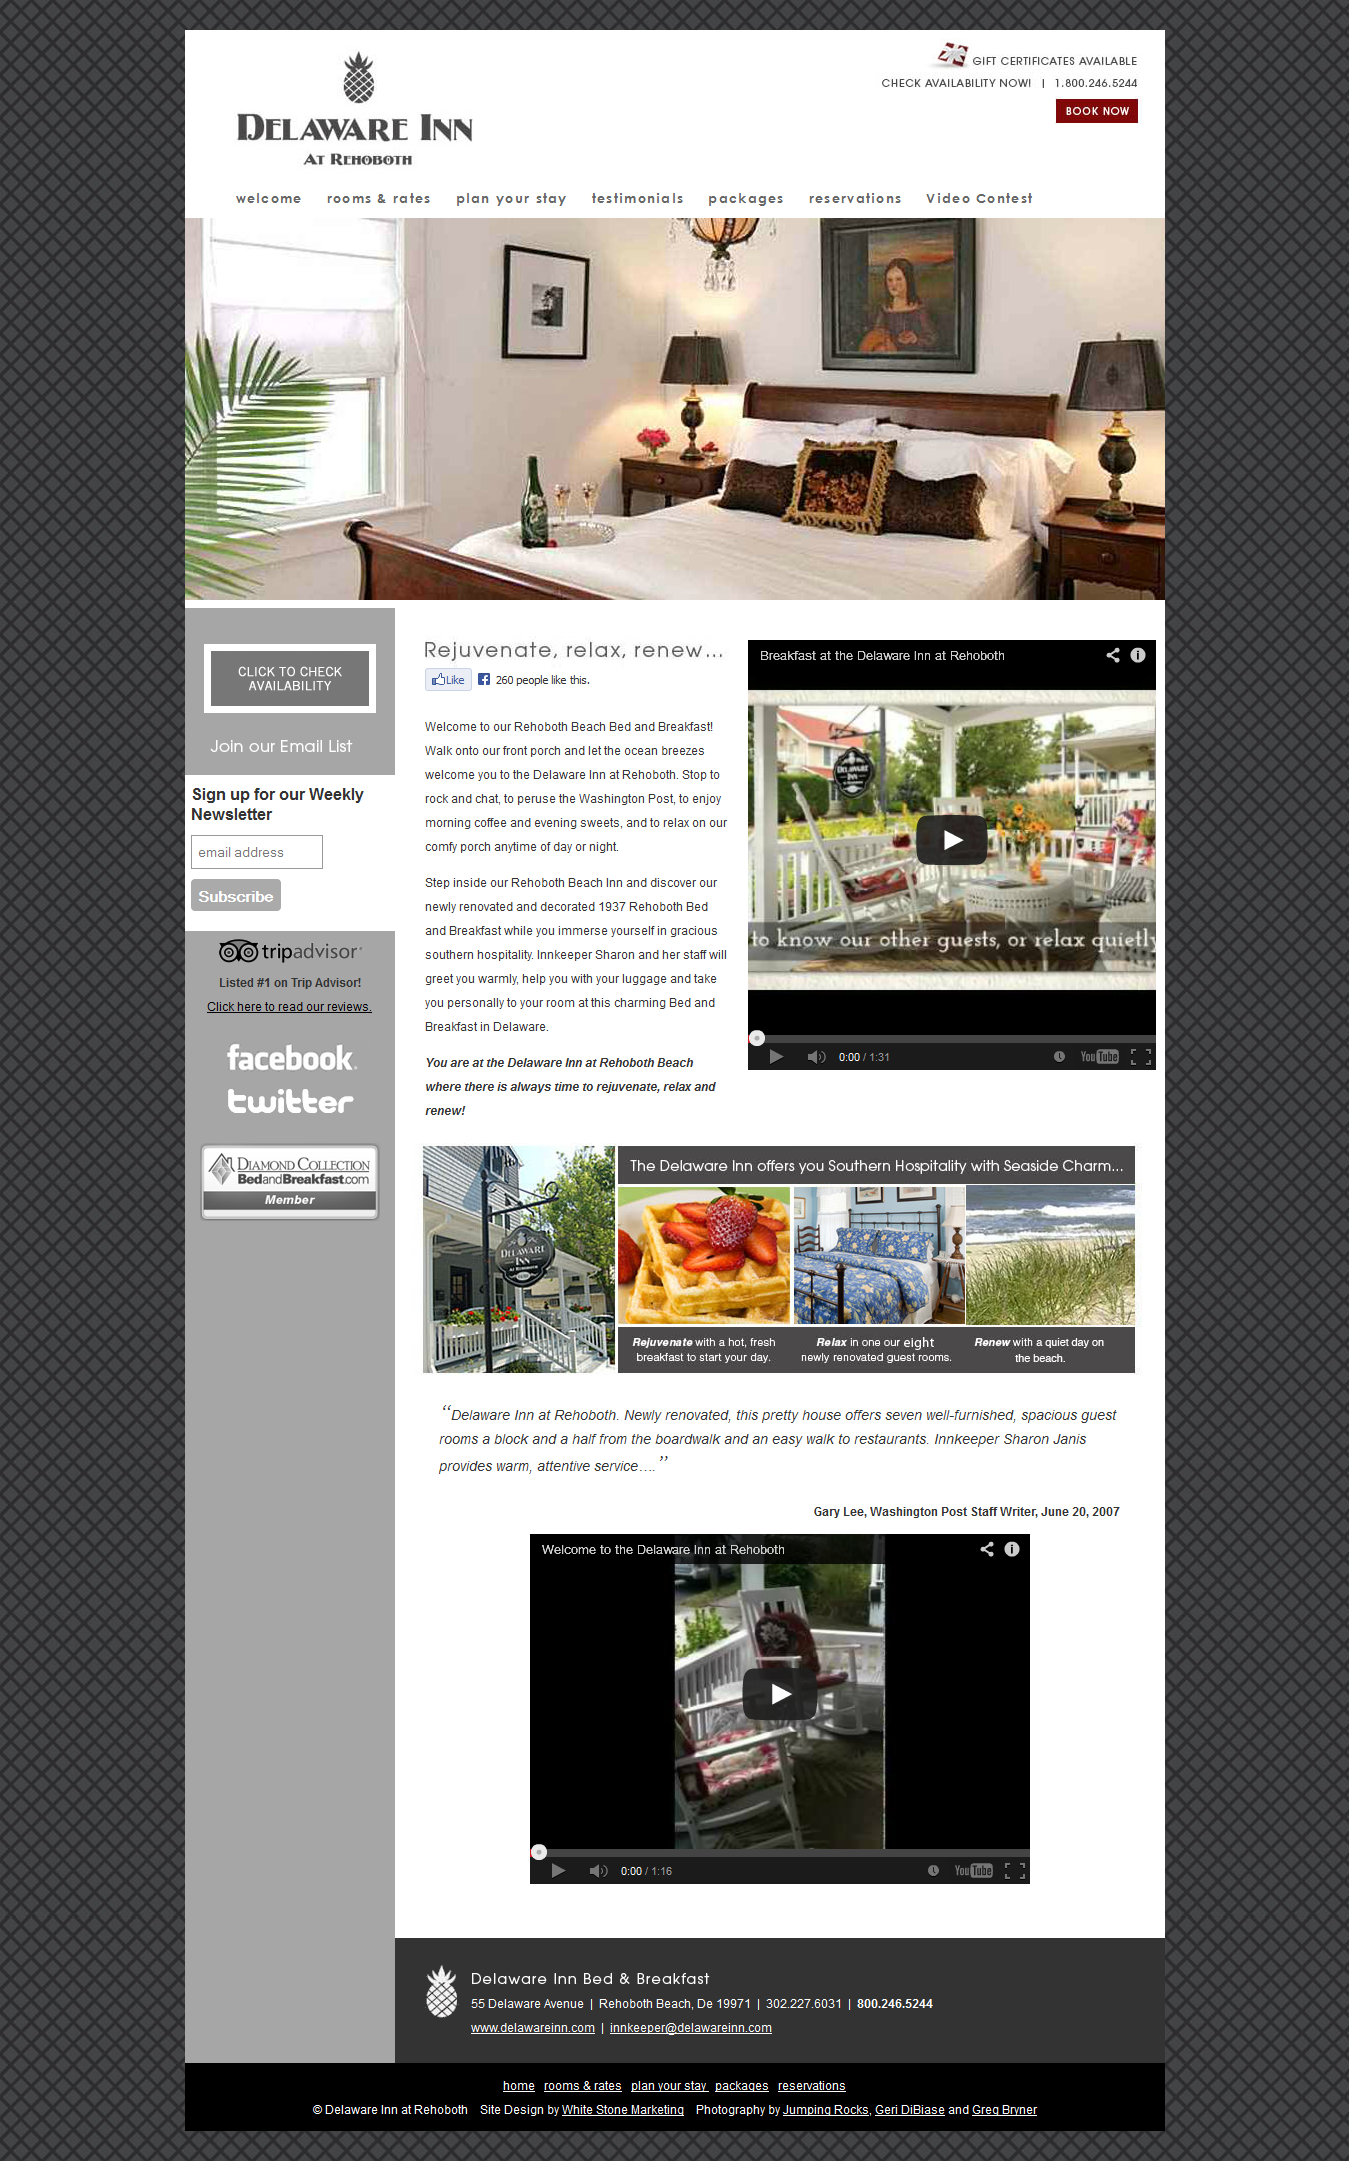 GIFT CERTIFICATES AVAILABLE
CHECK AVAILABILITY NOW! | 1.800.246.5244
BOOK NOW
DELAWARE INN
AT REHOBOTH
welcome rooms & rates plan your stay testimonials packages reservations Video Contest
CLICK TO CHECK
AVAILABILITY
Join our Email List
Sign up for our Weekly
Newsletter
email address
Subscribe
tripadvisor
Listed #1 on Trip Advisor!
Click here to read our reviews.
facebook.
twitter
DIAMOND COLLECTION
BedandBreakfast.com
Member
Rejuvenate, relax, renew...
Like 260 people like this.
Welcome to our Rehoboth Beach Bed and Breakfast!
Walk onto our front porch and let the ocean breezes
welcome you to the Delaware Inn at Rehoboth. Stop to
rock and chat, to peruse the Washington Post, to enjoy
morning coffee and evening sweets, and to relax on our
comfy porch anytime of day or night.
Step inside our Rehoboth Beach Inn and discover our
newly renovated and decorated 1937 Rehoboth Bed
and Breakfast while you immerse yourself in gracious
southern hospitality. Innkeeper Sharon and her staff will
greet you warmly, help you with your luggage and take
you personally to your room at this charming Bed and
Breakfast in Delaware.
You are at the Delaware Inn at Rehoboth Beach
where there is always time to rejuvenate, relax and
renew!
Breakfast at the Delaware Inn at Rehoboth
DELAWARE
INN
to know our other guests, or relax quietly
0:00 / 1:31
YouTube
The Delaware Inn offers you Southern Hospitality with Seaside Charm...
DELAWARE
INN
AT REHOBOTH
Rejuvenate with a hot, fresh
breakfast to start your day.
Relax in one our eight
newly renovated guest rooms.
Renew with a quiet day on
the beach.
“Delaware Inn at Rehoboth. Newly renovated, this pretty house offers seven well-furnished, spacious guest
rooms a block and a half from the boardwalk and an easy walk to restaurants. Innkeeper Sharon Janis
provides warm, attentive service….”
Gary Lee, Washington Post Staff Writer, June 20, 2007
Welcome to the Delaware Inn at Rehoboth
0:00 / 1:16
YouTube
Delaware Inn Bed & Breakfast
55 Delaware Avenue | Rehoboth Beach, De 19971 | 302.227.6031 | 800.246.5244
www.delawareinn.com | innkeeper@delawareinn.com
home rooms & rates plan your stay packages reservations
© Delaware Inn at Rehoboth Site Design by White Stone Marketing Photography by Jumping Rocks, Geri DiBiase and Greg Bryner